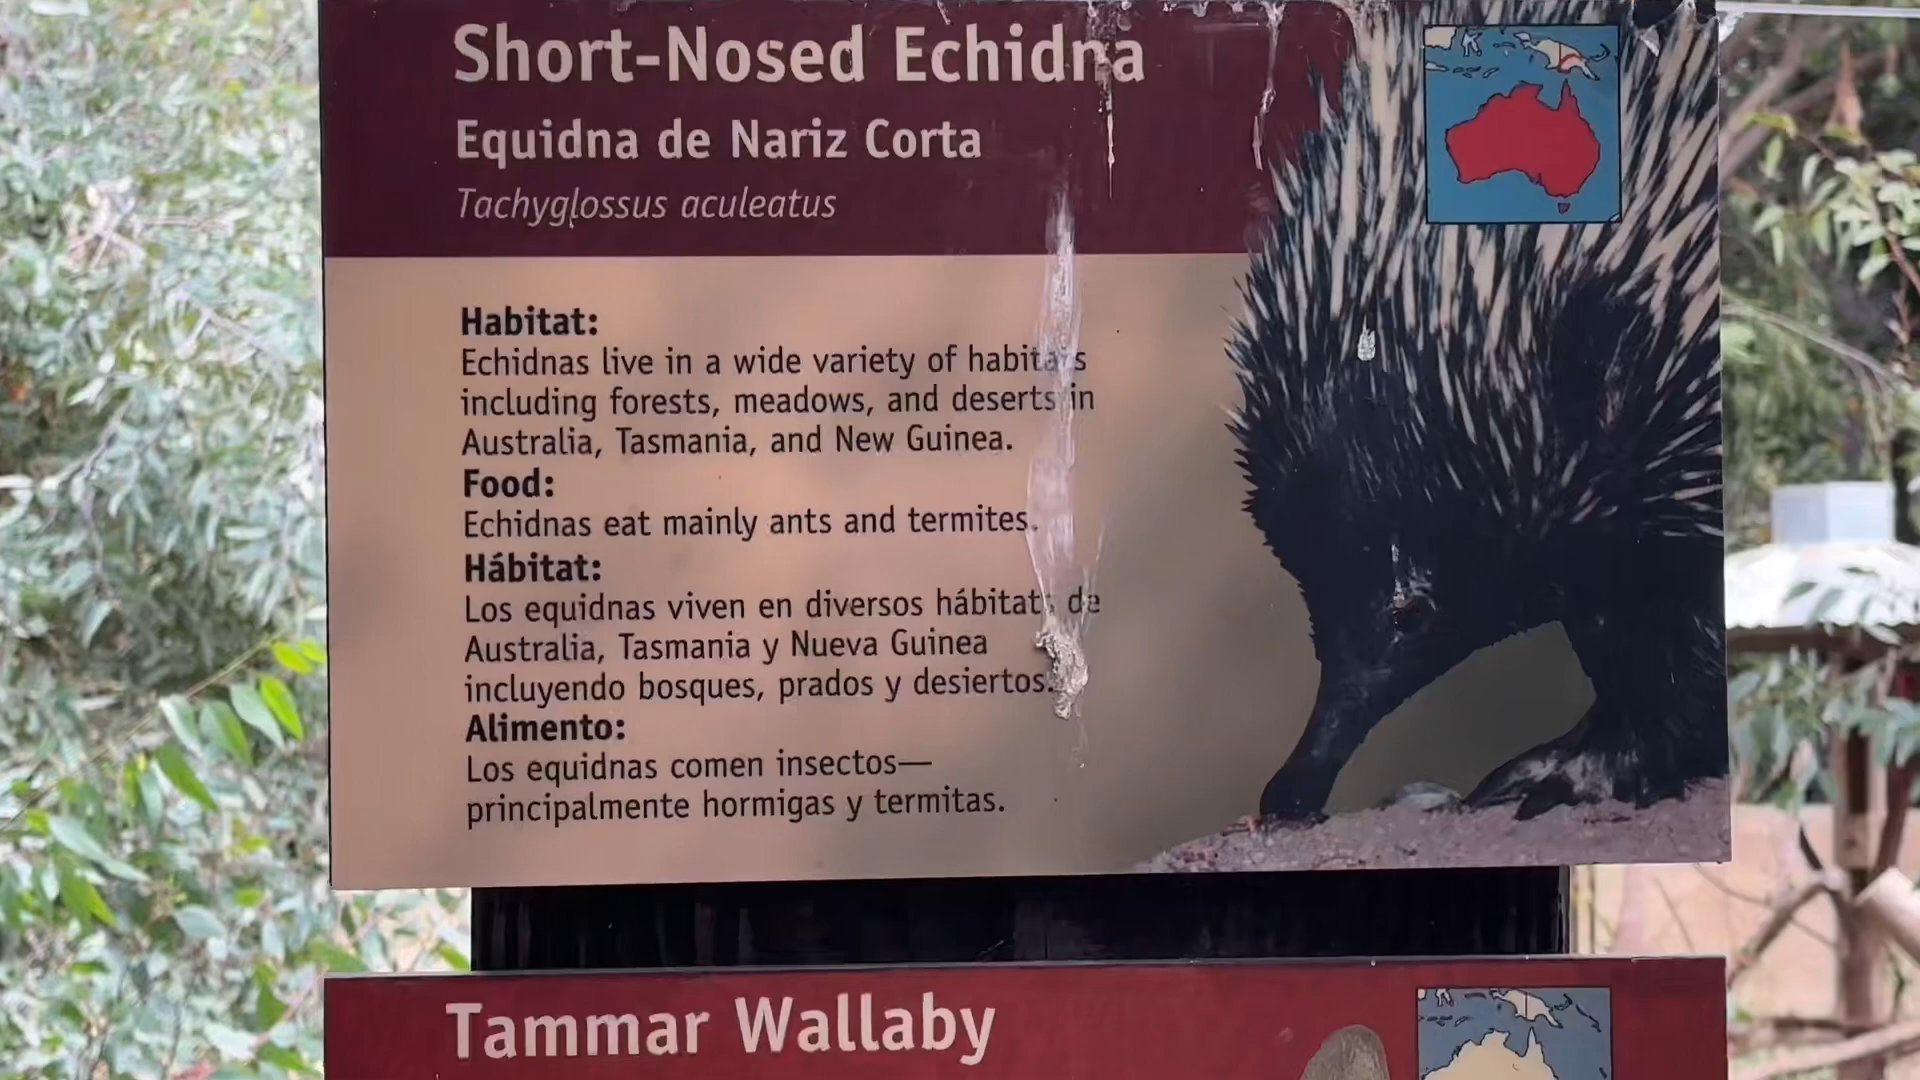 Short-Nosed Echidna
Equidna de Nariz Corta
Tachyglossus aculeatus
Habitat:
Echidnas live in a wide variety of habitats
including forests, meadows, and deserts in
Australia, Tasmania, and New Guinea.
Food:
Echidnas eat mainly ants and termites.
Hábitat:
Los equidnas viven en diversos hábitats de
Australia, Tasmania y Nueva Guinea
incluyendo bosques, prados y desiertos.
Alimento:
Los equidnas comen insectos—
principalmente hormigas y termitas.
Tammar Wallaby